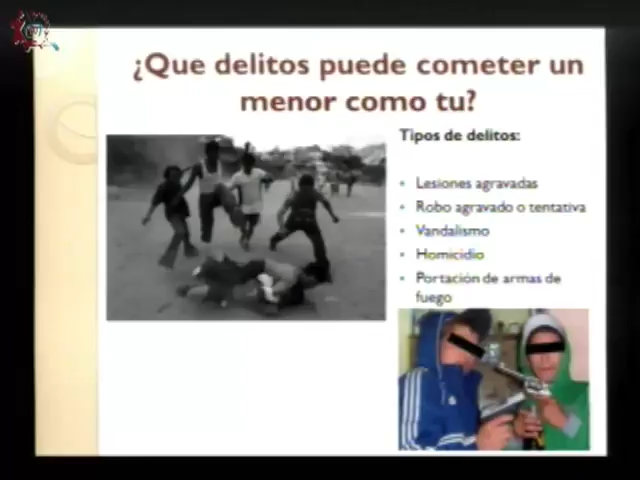 ¿Que delitos puede cometer un
menor como tu?
Tipos de delitos:
• Lesiones agravadas
• Robo agravado o tentativa
• Vandalismo
• Homicidio
• Portación de armas de
fuego